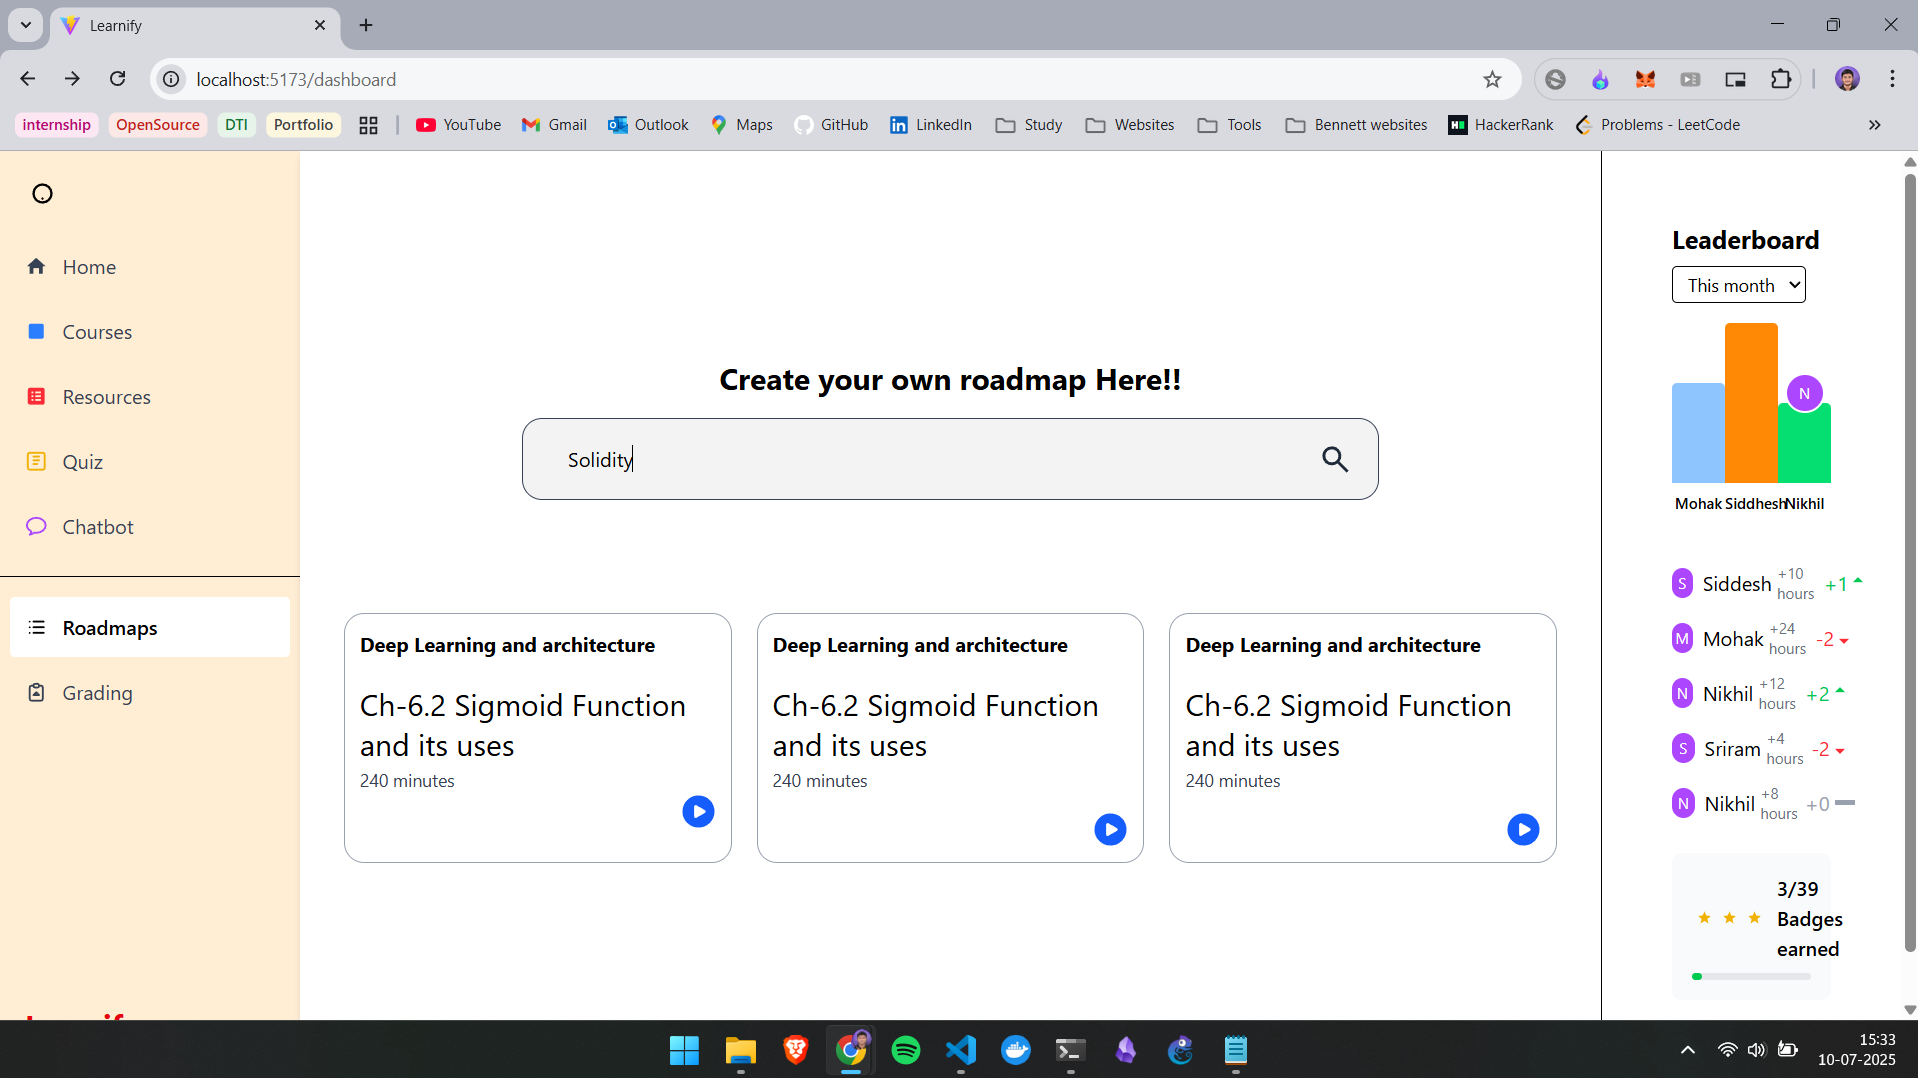 Learnify
localhost:5173/dashboard
internship OpenSource DTI Portfolio YouTube Gmail Outlook Maps GitHub LinkedIn Study Websites Tools Bennett websites HackerRank Problems - LeetCode
Home
Courses
Resources
Quiz
Chatbot
Roadmaps
Grading
Create your own roadmap Here!!
Solidity
Deep Learning and architecture
Ch-6.2 Sigmoid Function
and its uses
240 minutes
Deep Learning and architecture
Ch-6.2 Sigmoid Function
and its uses
240 minutes
Deep Learning and architecture
Ch-6.2 Sigmoid Function
and its uses
240 minutes
Leaderboard
This month
N
Mohak Siddhesh Nikhil
S Siddesh +10 hours +1
M Mohak +24 hours -2
N Nikhil +12 hours +2
S Sriram +4 hours -2
N Nikhil +8 hours +0
3/39
Badges
earned
15:33
10-07-2025